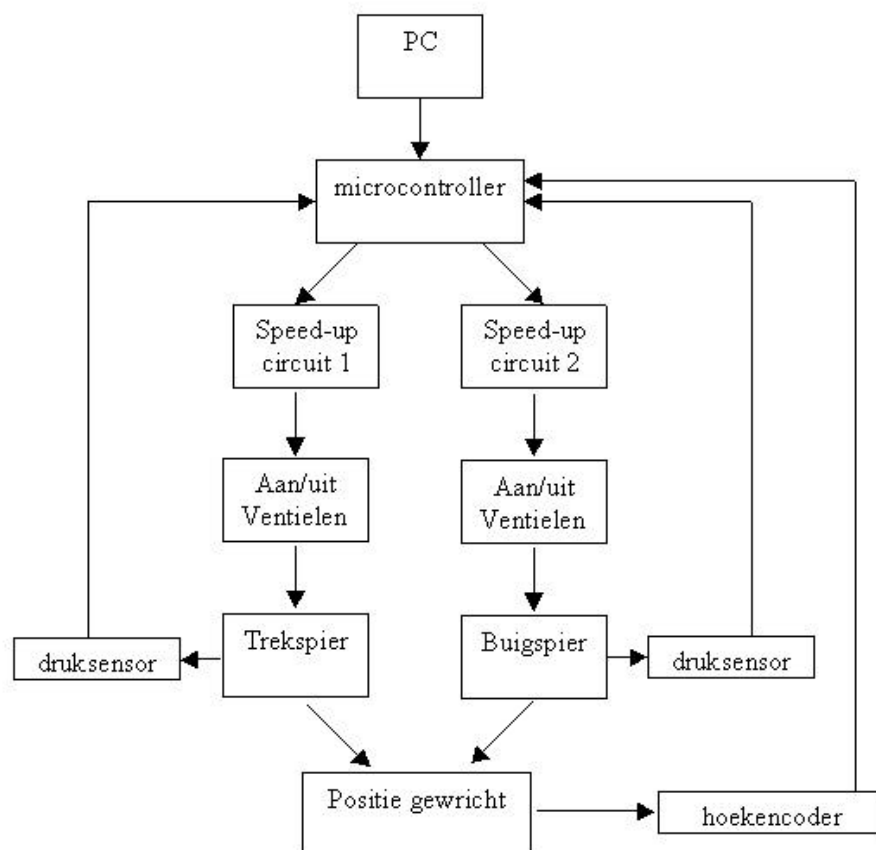 PC
microcontroller
Speed-up
circuit 1
Speed-up
circuit 2
Aan/uit
Ventielen
Aan/uit
Ventielen
Trekspier
Buigspier
druksensor
druksensor
Positie gewricht
hoekencoder